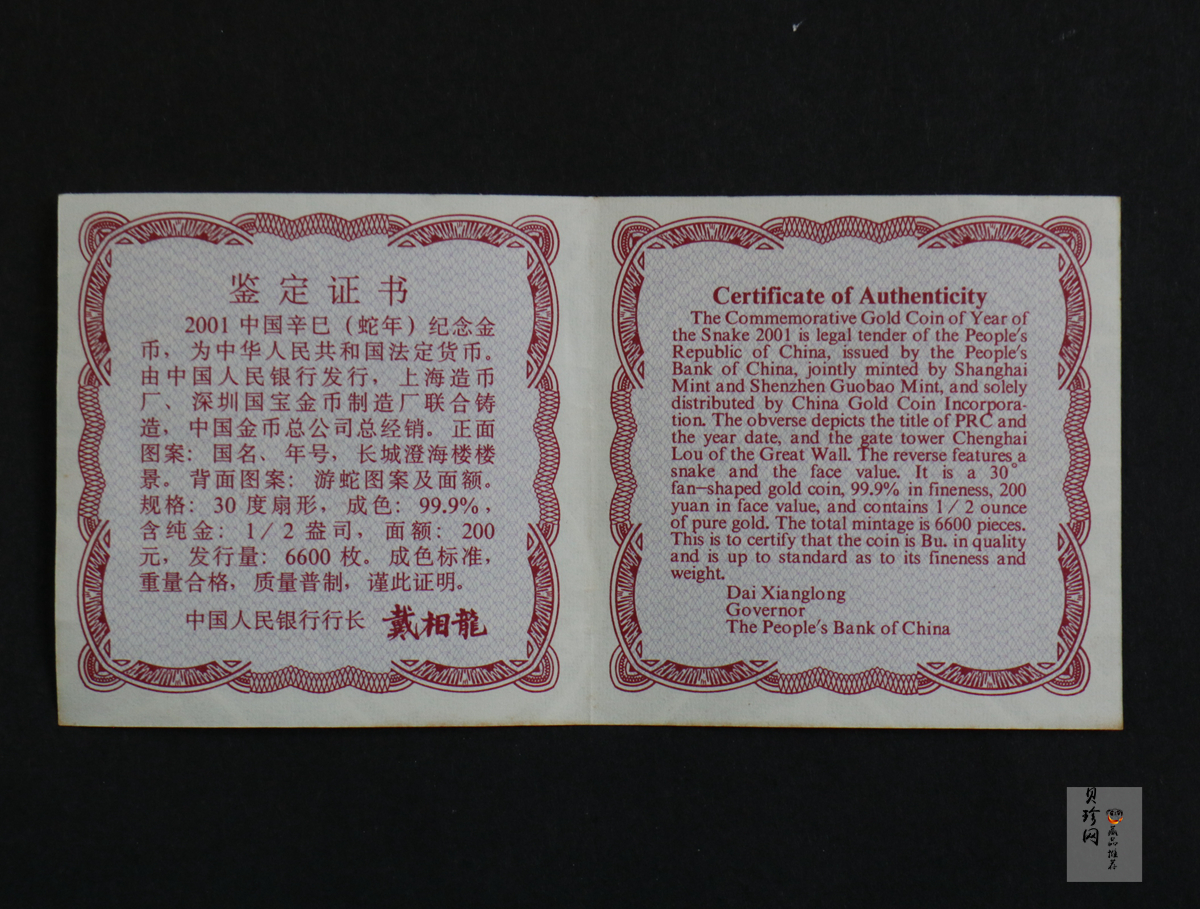 鉴定证书
2001 中国辛巳（蛇年）纪念金
币，为中华人民共和国法定货币。
由中国人民银行发行，上海造币
厂、深圳国宝金币制造厂联合铸
造，中国金币总公司总经销。正面
图案：国名、年号，长城澄海楼楼
景。背面图案：游蛇图案及面额。
规格：30 度扇形，成色：99.9%，
含纯金：1／2 盎司，面额：200
元，发行量：6600 枚。成色标准，
重量合格，质量普制，谨此证明。
中国人民银行行长 戴相龍
Certificate of Authenticity
The Commemorative Gold Coin of Year of
the Snake 2001 is legal tender of the People's
Republic of China, issued by the People's
Bank of China, jointly minted by Shanghai
Mint and Shenzhen Guobao Mint, and solely
distributed by China Gold Coin Incorpora-
tion. The obverse depicts the title of PRC and
the year date, and the gate tower Chenghai
Lou of the Great Wall. The reverse features a
snake and the face value. It is a 30°
fan-shaped gold coin, 99.9% in fineness, 200
yuan in face value, and contains 1／2 ounce
of pure gold. The total mintage is 6600 pieces.
This is to certify that the coin is Bu. in quality
and is up to standard as to its fineness and
weight.
Dai Xianglong
Governor
The People's Bank of China
贝珍网
藏品推荐